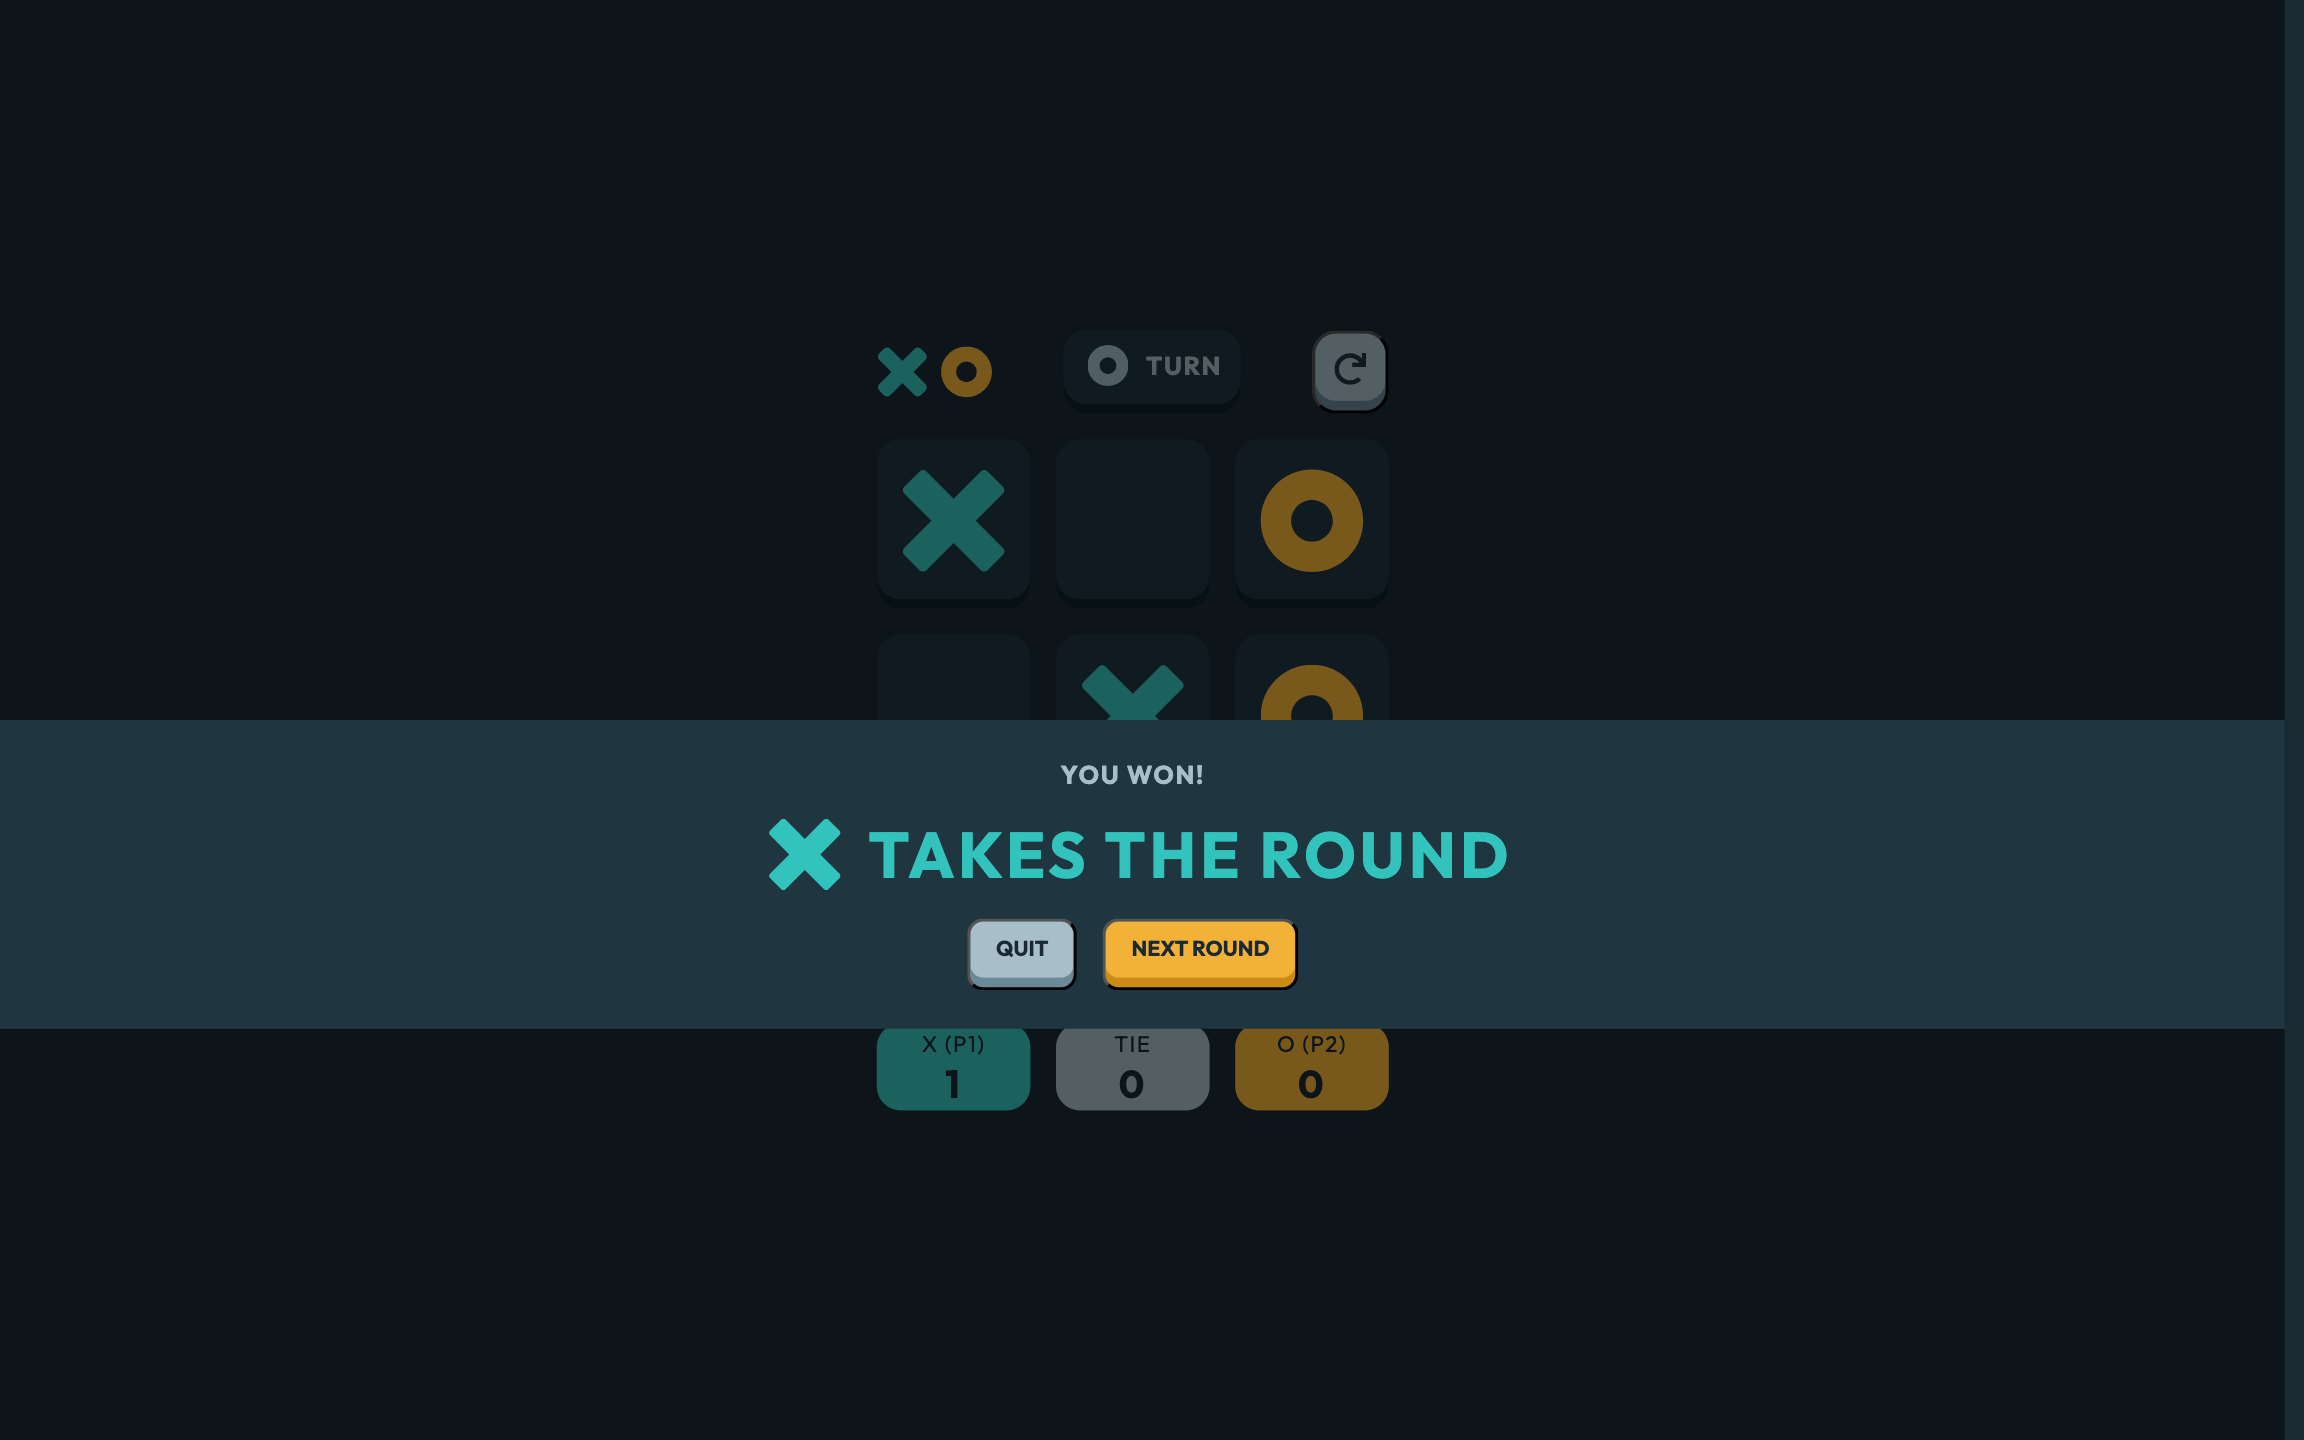 TURN
YOU WON!
TAKES THE ROUND
QUIT
NEXT ROUND
X (P1)
1
TIE
0
O (P2)
0